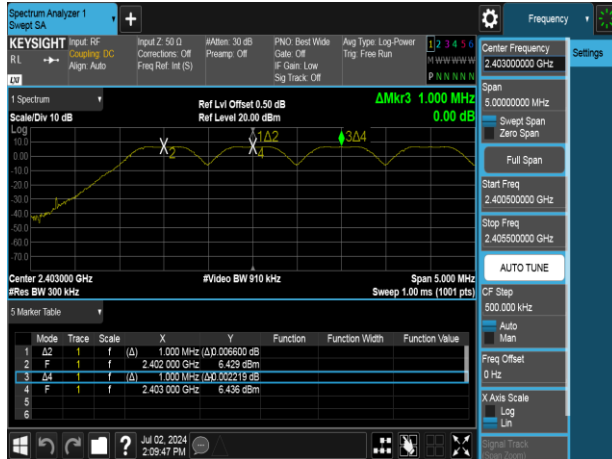 Spectrum Analyzer 1
Swept SA
Frequency
KEYSIGHT Input: RF
RL
Coupling: DC
Align: Auto
LXI
Input Z: 50 Ω
Corrections: Off
Freq Ref: Int (S)
#Atten: 30 dB
Preamp: Off
PNO: Best Wide
Gate: Off
IF Gain: Low
Sig Track: Off
Avg Type: Log-Power
Trig: Free Run
1 2 3 4 5 6
M W W W W W
P N N N N N
Center Frequency
2.403000000 GHz
Settings
Span
5.00000000 MHz
Swept Span
Zero Span
Full Span
Start Freq
2.400500000 GHz
Stop Freq
2.405500000 GHz
AUTO TUNE
CF Step
500.000 kHz
Auto
Man
Freq Offset
0 Hz
X Axis Scale
Log
Lin
Signal Track
(Span Zoom)
1 Spectrum
Scale/Div 10 dB
Ref Lvl Offset 0.50 dB
Ref Level 20.00 dBm
ΔMkr3 1.000 MHz
0.00 dB
Log
10.0
0.00
-10.0
-20.0
-30.0
-40.0
-50.0
-60.0
-70.0
2
1Δ2
4
3Δ4
Center 2.403000 GHz
#Res BW 300 kHz
#Video BW 910 kHz
Span 5.000 MHz
Sweep 1.00 ms (1001 pts)
5 Marker Table
Mode Trace Scale X Y Function Function Width Function Value
1 Δ2 1 f (Δ) 1.000 MHz (Δ) 0.006600 dB
2 F 1 f 2.402 000 GHz 6.429 dBm
3 Δ4 1 f (Δ) 1.000 MHz (Δ) 0.002219 dB
4 F 1 f 2.403 000 GHz 6.436 dBm
5
6
?
Jul 02, 2024
2:09:47 PM